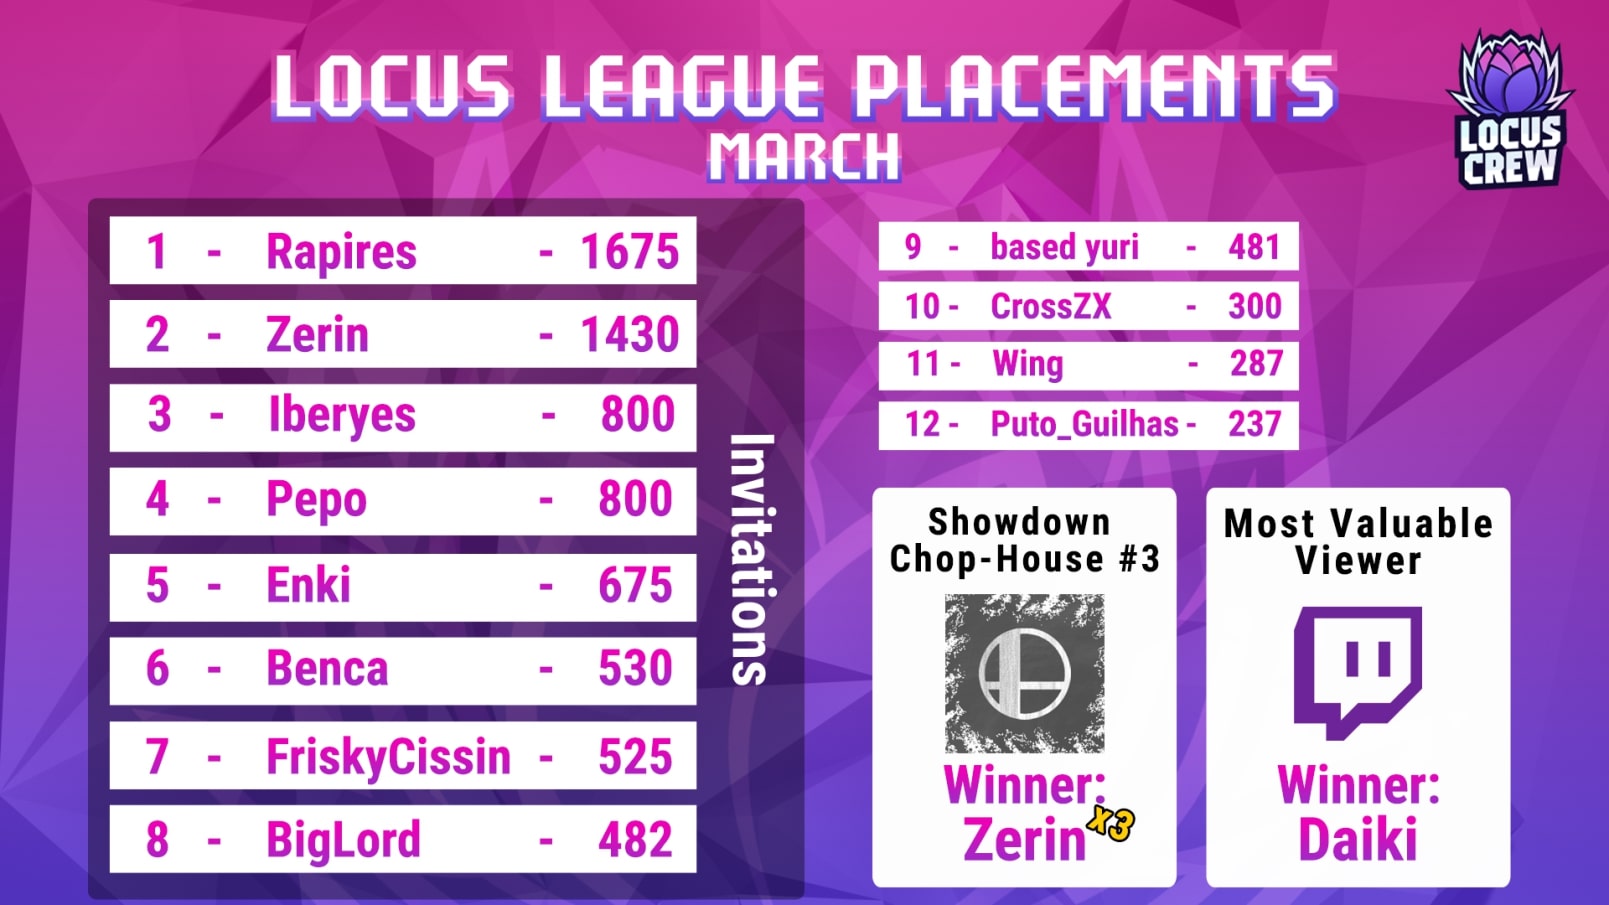 LOCUS LEAGUE PLACEMENTS
MARCH
LOCUS
CREW
1 - Rapires - 1675
2 - Zerin - 1430
3 - Iberyes - 800
4 - Pepo - 800
5 - Enki - 675
6 - Benca - 530
7 - FriskyCissin - 525
8 - BigLord - 482
Invitations
9 - based yuri - 481
10 - CrossZX - 300
11 - Wing - 287
12 - Puto_Guilhas - 237
Showdown
Chop-House #3
Winner:
Zerin x3
Most Valuable
Viewer
Winner:
Daiki